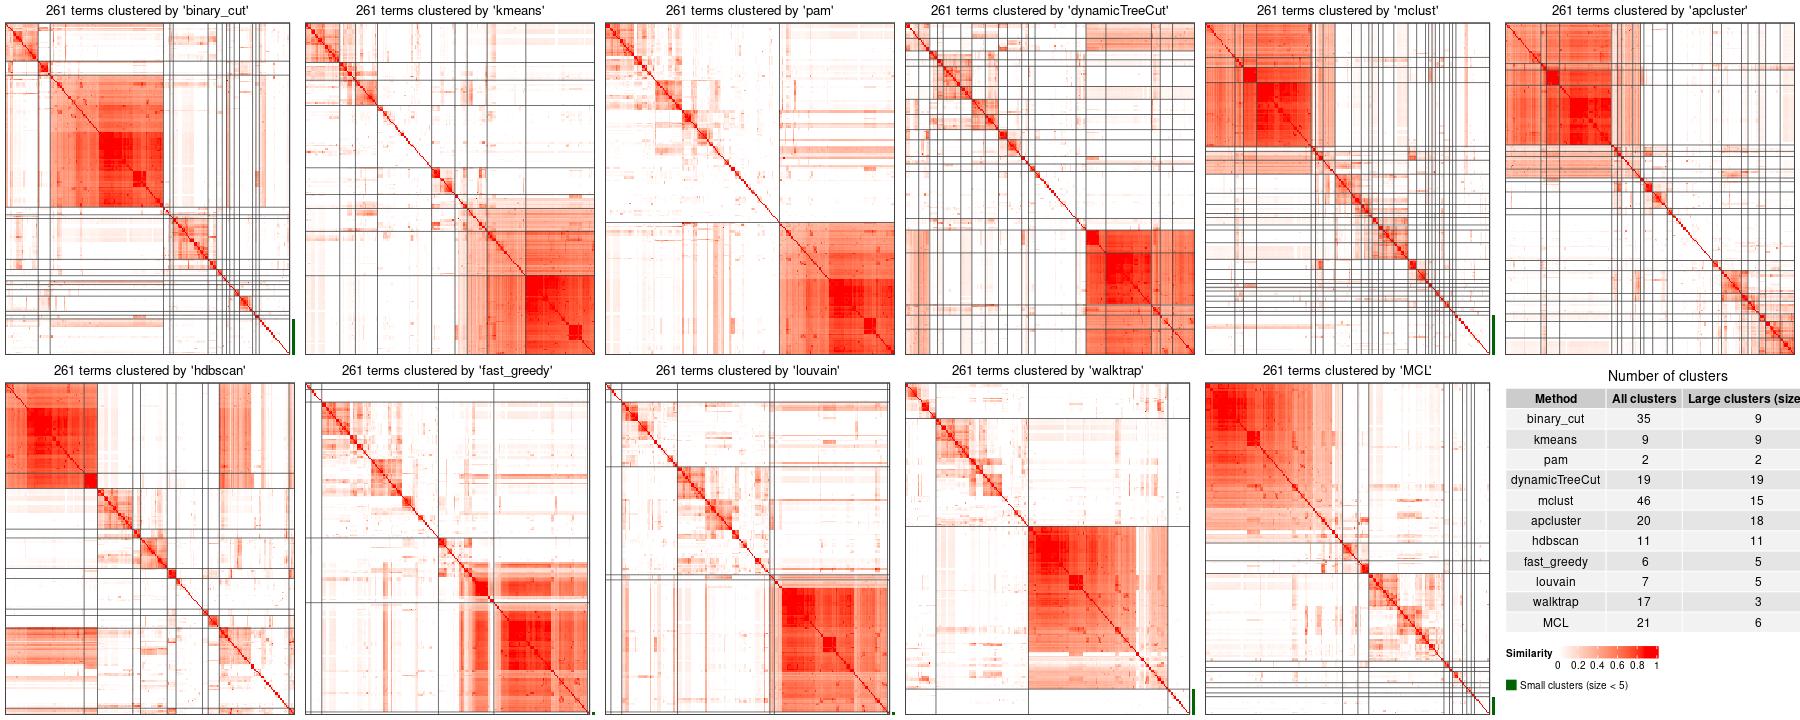 261 terms clustered by 'binary_cut'
261 terms clustered by 'kmeans'
261 terms clustered by 'pam'
261 terms clustered by 'dynamicTreeCut'
261 terms clustered by 'mclust'
261 terms clustered by 'apcluster'
261 terms clustered by 'hdbscan'
261 terms clustered by 'fast_greedy'
261 terms clustered by 'louvain'
261 terms clustered by 'walktrap'
261 terms clustered by 'MCL'
Number of clusters
Method All clusters Large clusters (size
binary_cut 35 9
kmeans 9 9
pam 2 2
dynamicTreeCut 19 19
mclust 46 15
apcluster 20 18
hdbscan 11 11
fast_greedy 6 5
louvain 7 5
walktrap 17 3
MCL 21 6
Similarity
0 0.2 0.4 0.6 0.8 1
Small clusters (size < 5)